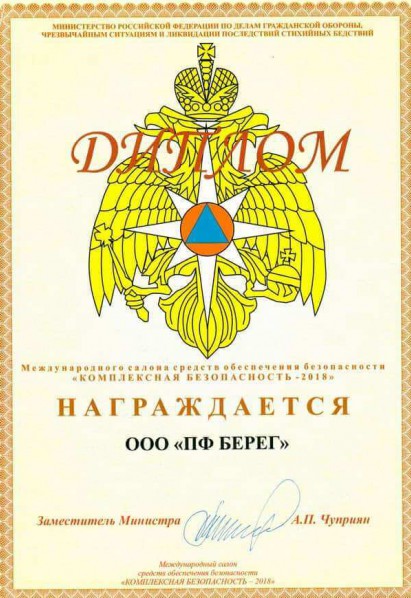 МИНИСТЕРСТВО РОССИЙСКОЙ ФЕДЕРАЦИИ ПО ДЕЛАМ ГРАЖДАНСКОЙ ОБОРОНЫ,
ЧРЕЗВЫЧАЙНЫМ СИТУАЦИЯМ И ЛИКВИДАЦИИ ПОСЛЕДСТВИЙ СТИХИЙНЫХ БЕДСТВИЙ
ДИПЛОМ
Международного салона средств обеспечения безопасности
«КОМПЛЕКСНАЯ БЕЗОПАСНОСТЬ -2018»
НАГРАЖДАЕТСЯ
ООО «ПФ БЕРЕГ»
Заместитель Министра А.П. Чуприян
Международный салон
средств обеспечения безопасности
«КОМПЛЕКСНАЯ БЕЗОПАСНОСТЬ – 2018»